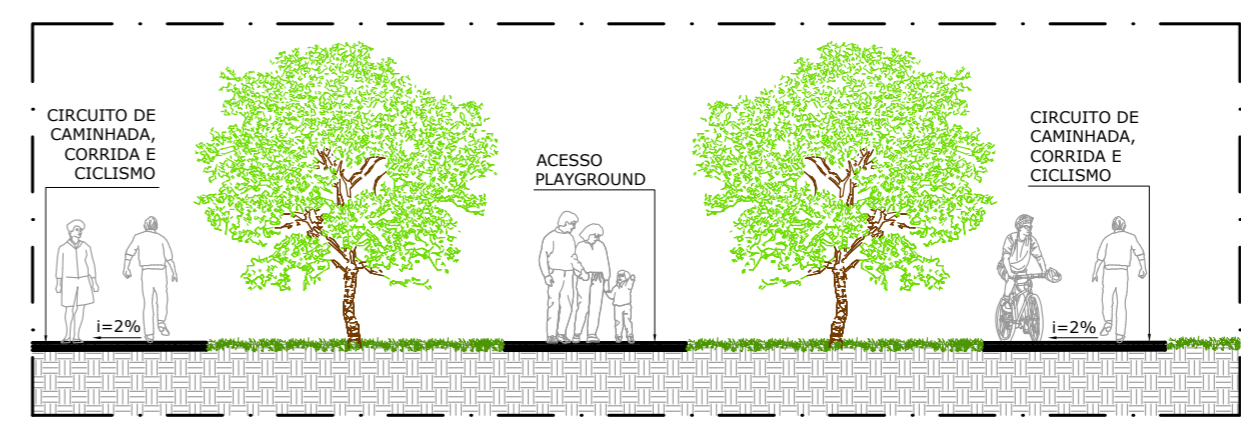 CIRCUITO DE
CAMINHADA,
CORRIDA E
CICLISMO
i=2%
ACESSO
PLAYGROUND
CIRCUITO DE
CAMINHADA,
CORRIDA E
CICLISMO
i=2%